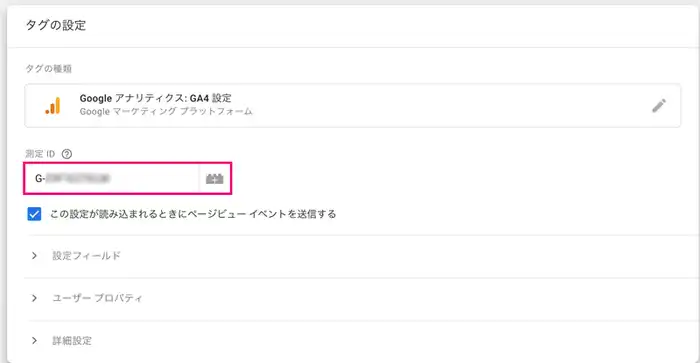 タグの設定
タグの種類
Google アナリティクス: GA4 設定
Google マーケティング プラットフォーム
測定 ID
G-
この設定が読み込まれるときにページビュー イベントを送信する
設定フィールド
ユーザー プロパティ
詳細設定